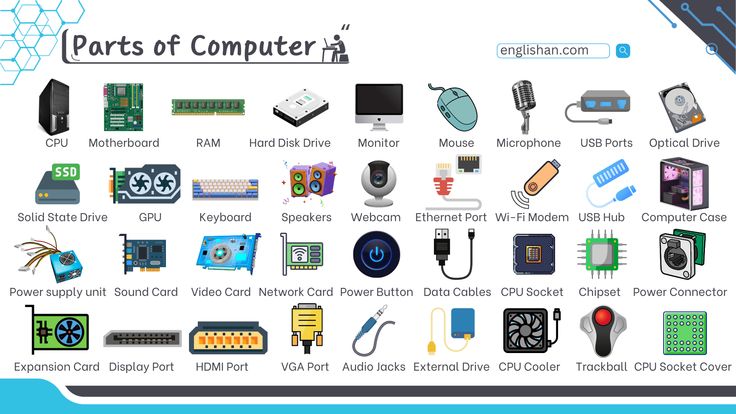 Parts of Computer
englishan.com
CPU
Motherboard
RAM
Hard Disk Drive
Monitor
Mouse
Microphone
USB Ports
Optical Drive
SSD
Solid State Drive
GPU
Keyboard
Speakers
Webcam
Ethernet Port
Wi-Fi Modem
USB Hub
Computer Case
Power supply unit
Sound Card
Video Card
Network Card
Power Button
Data Cables
CPU Socket
Chipset
Power Connector
Expansion Card
Display Port
HDMI Port
VGA Port
Audio Jacks
External Drive
CPU Cooler
Trackball
CPU Socket Cover